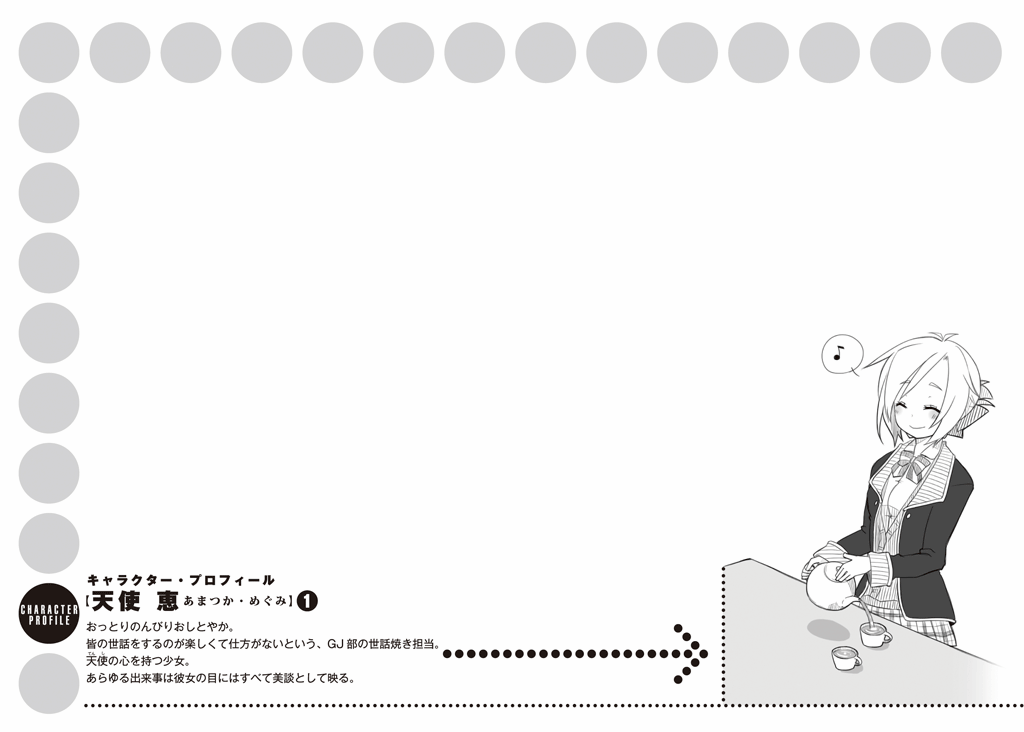 キャラクター・プロフィール
【天使 恵 あまつか・めぐみ】❶
CHARACTER
PROFILE
おっとりのんびりおしとやか。
皆の世話をするのが楽しくて仕方がないという、GJ部の世話焼き担当。
てんし
天使の心を持つ少女。
あらゆる出来事は彼女の目にはすべて美談として映る。